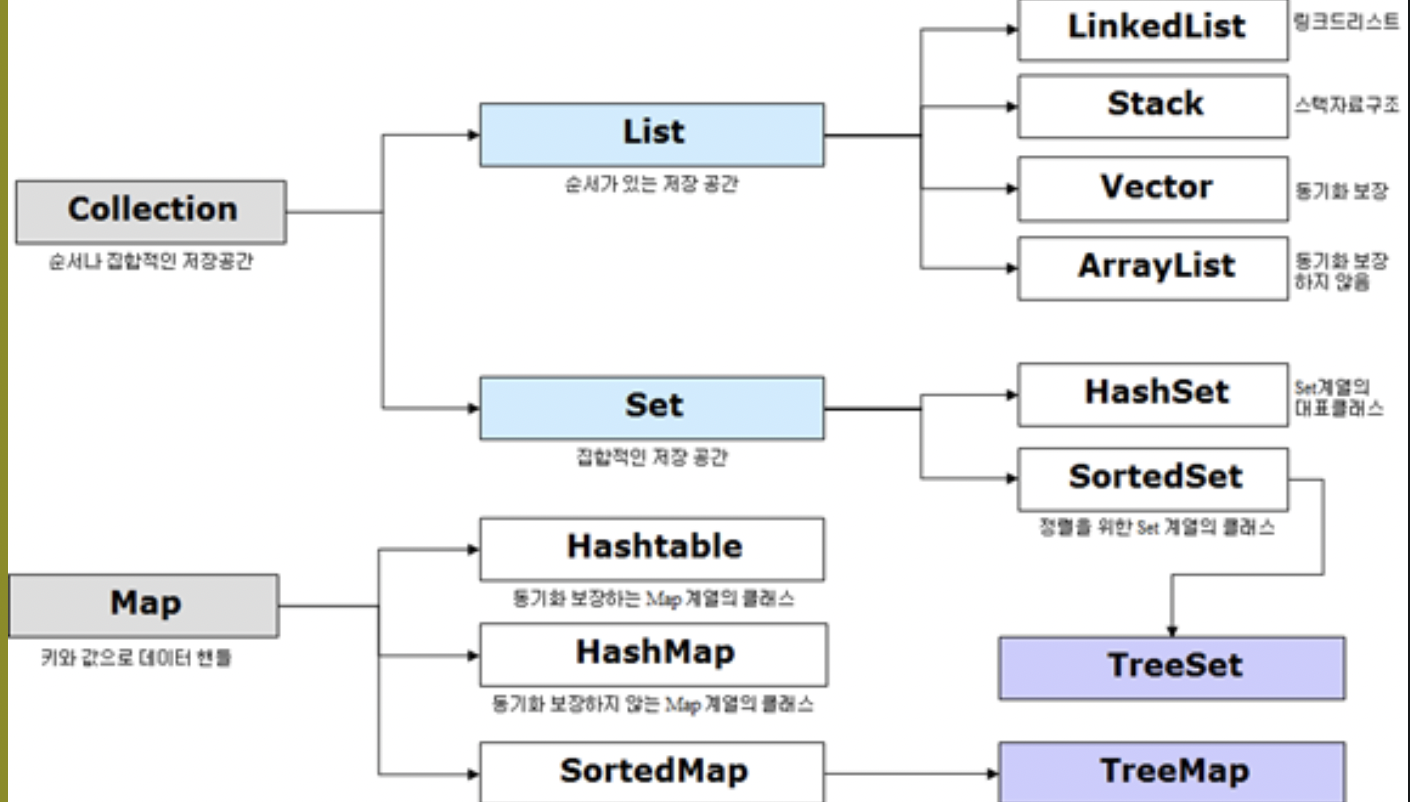 LinkedList
링크드리스트
Stack
스택자료구조
List
순서가 있는 저장 공간
Vector
동기화 보장
Collection
순서나 집합적인 저장공간
ArrayList
동기화 보장
하지 않음
Set
집합적인 저장 공간
HashSet
Set계열의
대표클래스
SortedSet
정렬을 위한 Set 계열의 클래스
Hashtable
동기화 보장하는 Map 계열의 클래스
Map
키와 값으로 데이터 핸들
HashMap
동기화 보장하지 않는 Map 계열의 클래스
TreeSet
SortedMap
TreeMap